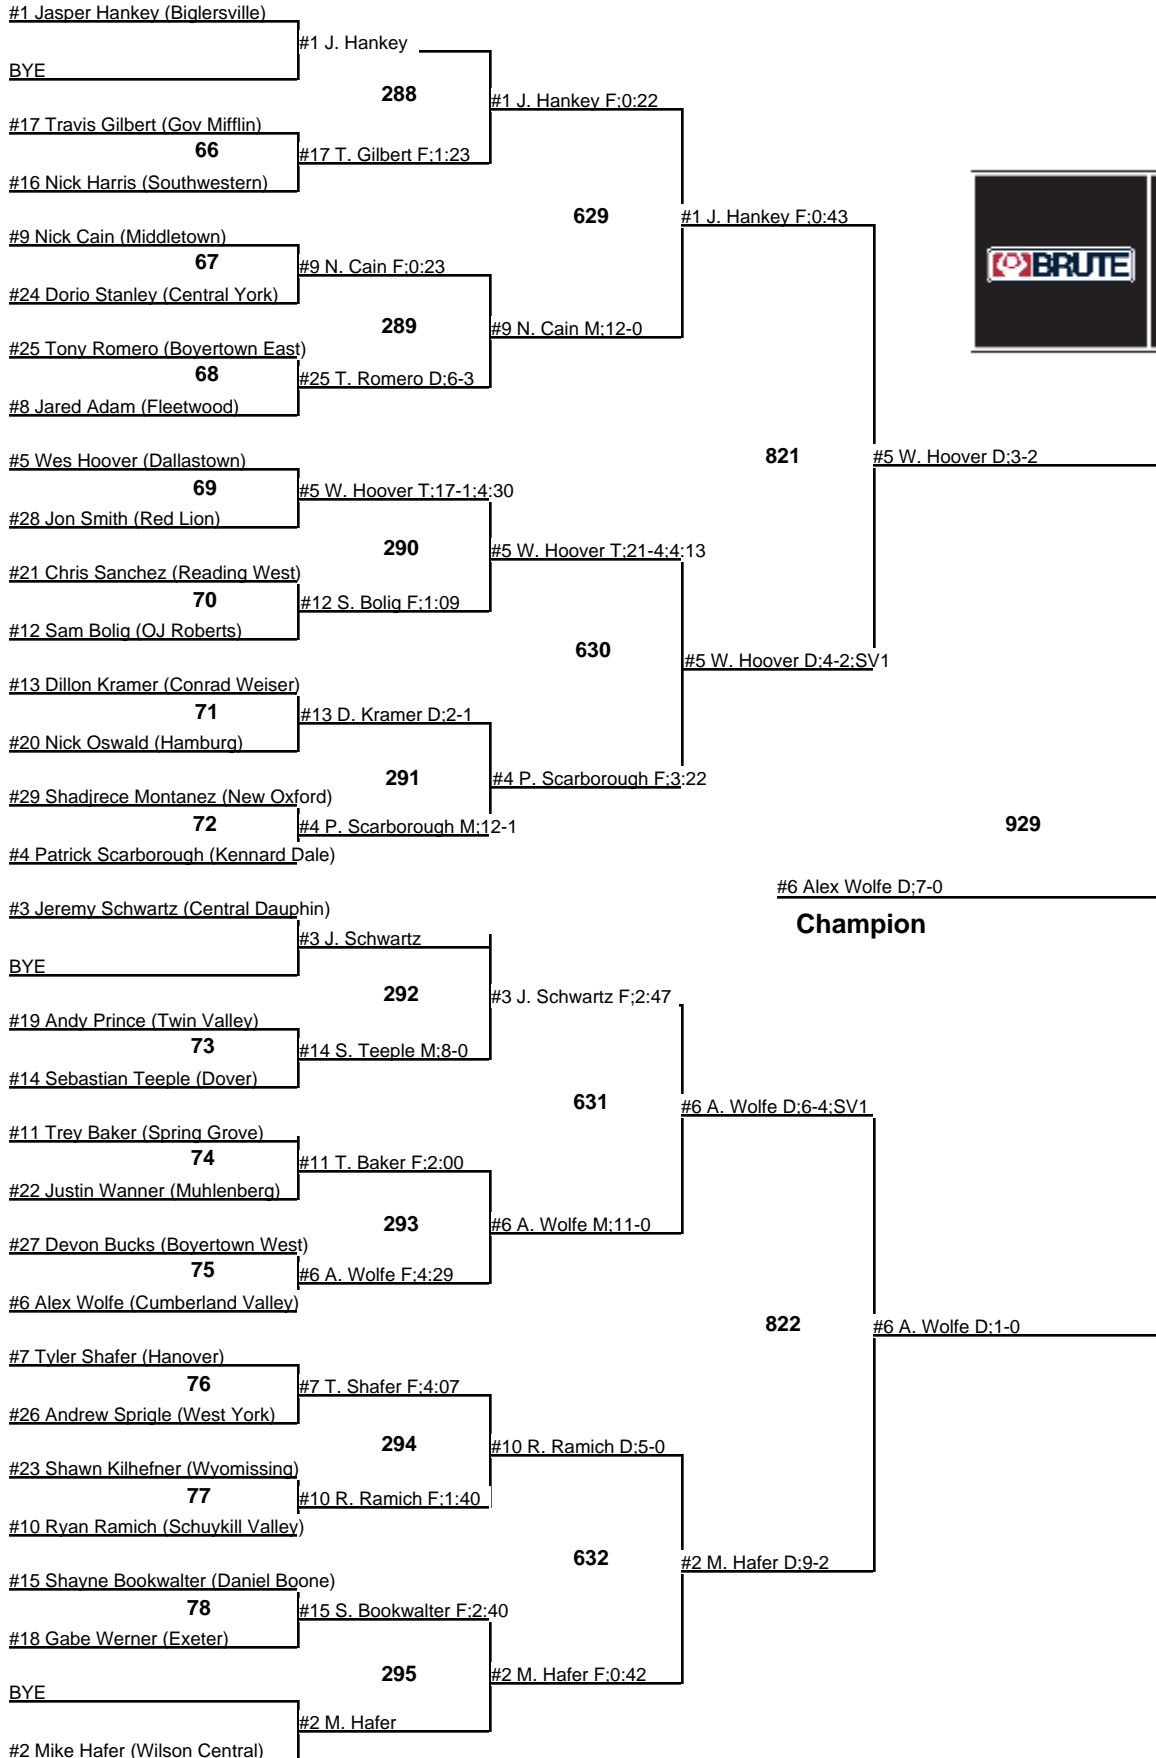 #1 Jasper Hankey (Biglersville)
#1 J. Hankey
BYE
288
#1 J. Hankey F;0:22
#17 Travis Gilbert (Gov Mifflin)
66
#17 T. Gilbert F;1:23
#16 Nick Harris (Southwestern)
629
#1 J. Hankey F;0:43
#9 Nick Cain (Middletown)
67
#9 N. Cain F;0:23
BRUTE
#24 Dorio Stanley (Central York)
289
#9 N. Cain M;12-0
#25 Tony Romero (Boyertown East)
68
#25 T. Romero D;6-3
#8 Jared Adam (Fleetwood)
821
#5 W. Hoover D;3-2
#5 Wes Hoover (Dallastown)
69
#5 W. Hoover T;17-1;4:30
#28 Jon Smith (Red Lion)
290
#5 W. Hoover T;21-4;4:13
#21 Chris Sanchez (Reading West)
70
#12 S. Bolig F;1:09
#12 Sam Bolig (OJ Roberts)
630
#5 W. Hoover D;4-2;SV1
#13 Dillon Kramer (Conrad Weiser)
71
#13 D. Kramer D;2-1
#20 Nick Oswald (Hamburg)
291
#4 P. Scarborough F;3:22
#29 Shadjrece Montanez (New Oxford)
72
#4 P. Scarborough M;12-1
929
#4 Patrick Scarborough (Kennard Dale)
#6 Alex Wolfe D;7-0
Champion
#3 Jeremy Schwartz (Central Dauphin)
#3 J. Schwartz
BYE
292
#3 J. Schwartz F;2:47
#19 Andy Prince (Twin Valley)
73
#14 S. Teeple M;8-0
#14 Sebastian Teeple (Dover)
631
#6 A. Wolfe D;6-4;SV1
#11 Trey Baker (Spring Grove)
74
#11 T. Baker F;2:00
#22 Justin Wanner (Muhlenberg)
293
#6 A. Wolfe M;11-0
#27 Devon Bucks (Boyertown West)
75
#6 A. Wolfe F;4:29
#6 Alex Wolfe (Cumberland Valley)
822
#6 A. Wolfe D;1-0
#7 Tyler Shafer (Hanover)
76
#7 T. Shafer F;4:07
#26 Andrew Sprigle (West York)
294
#10 R. Ramich D;5-0
#23 Shawn Kilhefner (Wyomissing)
77
#10 R. Ramich F;1:40
#10 Ryan Ramich (Schuykill Valley)
632
#2 M. Hafer D;9-2
#15 Shayne Bookwalter (Daniel Boone)
78
#15 S. Bookwalter F;2:40
#18 Gabe Werner (Exeter)
295
#2 M. Hafer F;0:42
BYE
#2 M. Hafer
#2 Mike Hafer (Wilson Central)